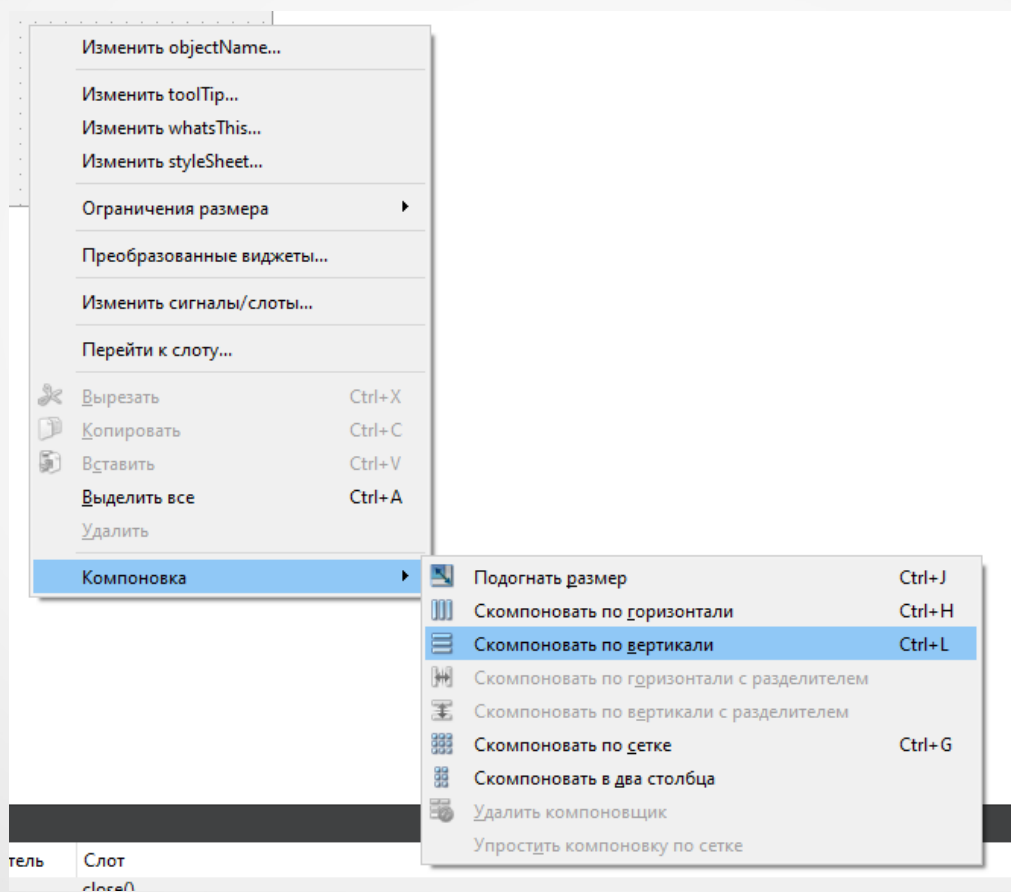 Изменить objectName...
Изменить toolTip...
Изменить whatsThis...
Изменить styleSheet...
Ограничения размера
Преобразованные виджеты...
Изменить сигналы/слоты...
Перейти к слоту...
Вырезать Ctrl+X
Копировать Ctrl+C
Вставить Ctrl+V
Выделить все Ctrl+A
Удалить
Компоновка
Подогнать размер Ctrl+J
Скомпоновать по горизонтали Ctrl+H
Скомпоновать по вертикали Ctrl+L
Скомпоновать по горизонтали с разделителем
Скомпоновать по вертикали с разделителем
Скомпоновать по сетке Ctrl+G
Скомпоновать в два столбца
Удалить компоновщик
Упростить компоновку по сетке
тель Слот
close()